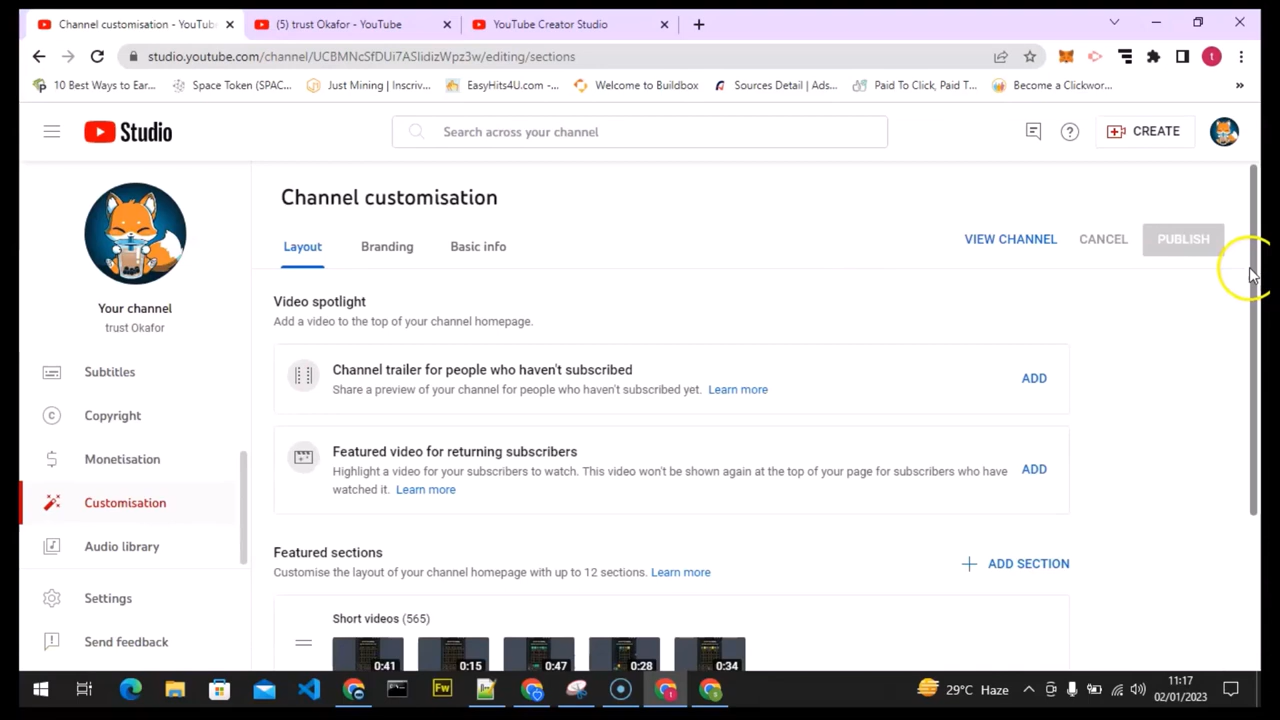 Channel customisation - YouTube
(5) trust Okafor - YouTube
YouTube Creator Studio
studio.youtube.com/channel/UCBMNcSfDUi7ASlidizWpz3w/editing/sections
10 Best Ways to Ear...
Space Token (SPAC...
Just Mining | Inscriv...
EasyHits4U.com -...
Welcome to Buildbox
Sources Detail | Ads...
Paid To Click, Paid T...
Become a Clickwor...
»
Studio
Search across your channel
CREATE
Your channel
trust Okafor
Subtitles
Copyright
Monetisation
Customisation
Audio library
Settings
Send feedback
Channel customisation
Layout
Branding
Basic info
VIEW CHANNEL
CANCEL
PUBLISH
Video spotlight
Add a video to the top of your channel homepage.
Channel trailer for people who haven't subscribed
Share a preview of your channel for people who haven't subscribed yet. Learn more
ADD
Featured video for returning subscribers
Highlight a video for your subscribers to watch. This video won't be shown again at the top of your page for subscribers who have
watched it. Learn more
ADD
Featured sections
Customise the layout of your channel homepage with up to 12 sections. Learn more
ADD SECTION
Short videos (565)
0:41
0:15
0:47
0:28
0:34
29°C Haze
11:17
02/01/2023